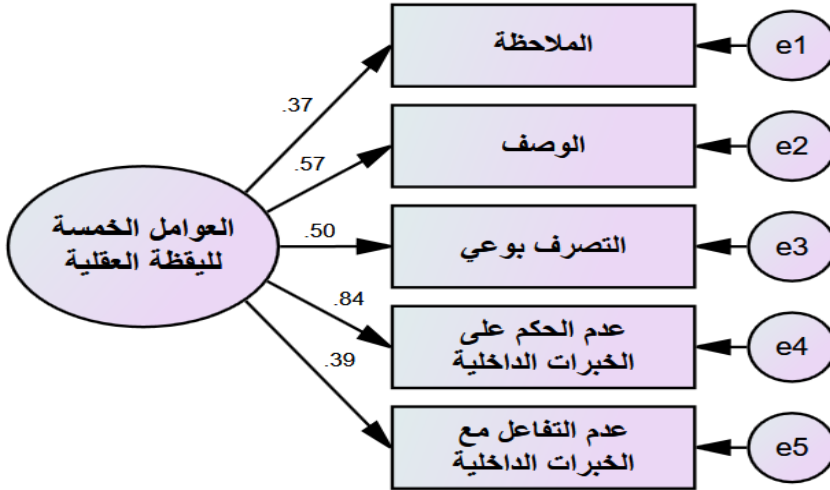 الملاحظة
e1
.37
الوصف
e2
.57
العوامل الخمسة
لليقظة العقلية
.50
التصرف بوعي
e3
.84
عدم الحكم على
الخبرات الداخلية
e4
.39
عدم التفاعل مع
الخبرات الداخلية
e5